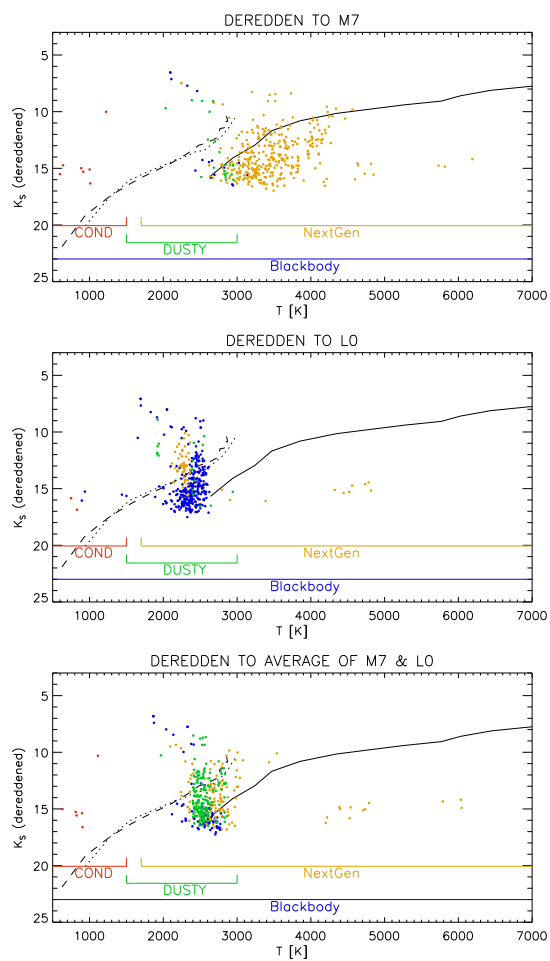 DEREDDEN TO M7
5
10
15
20
25
K_s (dereddened)
COND
NextGen
DUSTY
Blackbody
1000 2000 3000 4000 5000 6000 7000
T [K]
DEREDDEN TO L0
5
10
15
20
25
K_s (dereddened)
COND
NextGen
DUSTY
Blackbody
1000 2000 3000 4000 5000 6000 7000
T [K]
DEREDDEN TO AVERAGE OF M7 & L0
5
10
15
20
25
K_s (dereddened)
COND
NextGen
DUSTY
Blackbody
1000 2000 3000 4000 5000 6000 7000
T [K]